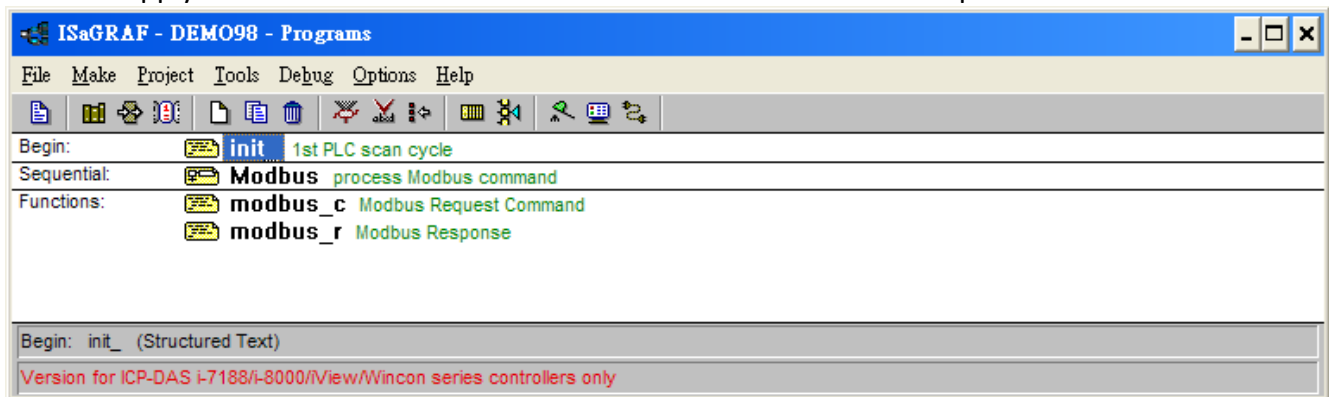 ISaGRAF - DEMO98 - Programs
File Make Project Tools Debug Options Help
Begin: init_ 1st PLC scan cycle
Sequential: Modbus process Modbus command
Functions: modbus_c Modbus Request Command
modbus_r Modbus Response
Begin: init_ (Structured Text)
Version for ICP-DAS i-7188/i-8000/iView/Wincon series controllers only